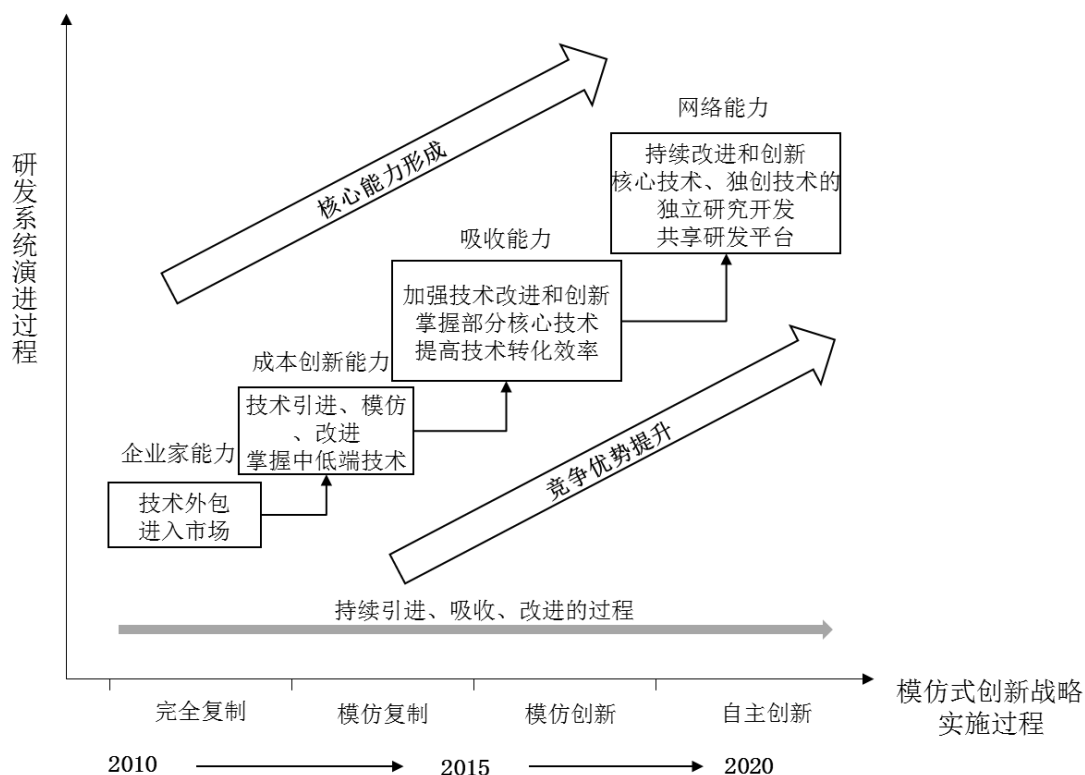 网络能力
持续改进和创新
核心技术、独创技术的
独立研究开发
共享研发平台
核心能力形成
研发系统演进过程
吸收能力
加强技术改进和创新
掌握部分核心技术
提高技术转化效率
成本创新能力
技术引进、模仿
、改进
掌握中低端技术
企业家能力
技术外包
进入市场
竞争优势提升
持续引进、吸收、改进的过程
完全复制
模仿复制
模仿创新
自主创新
模仿式创新战略
实施过程
2010
2015
2020